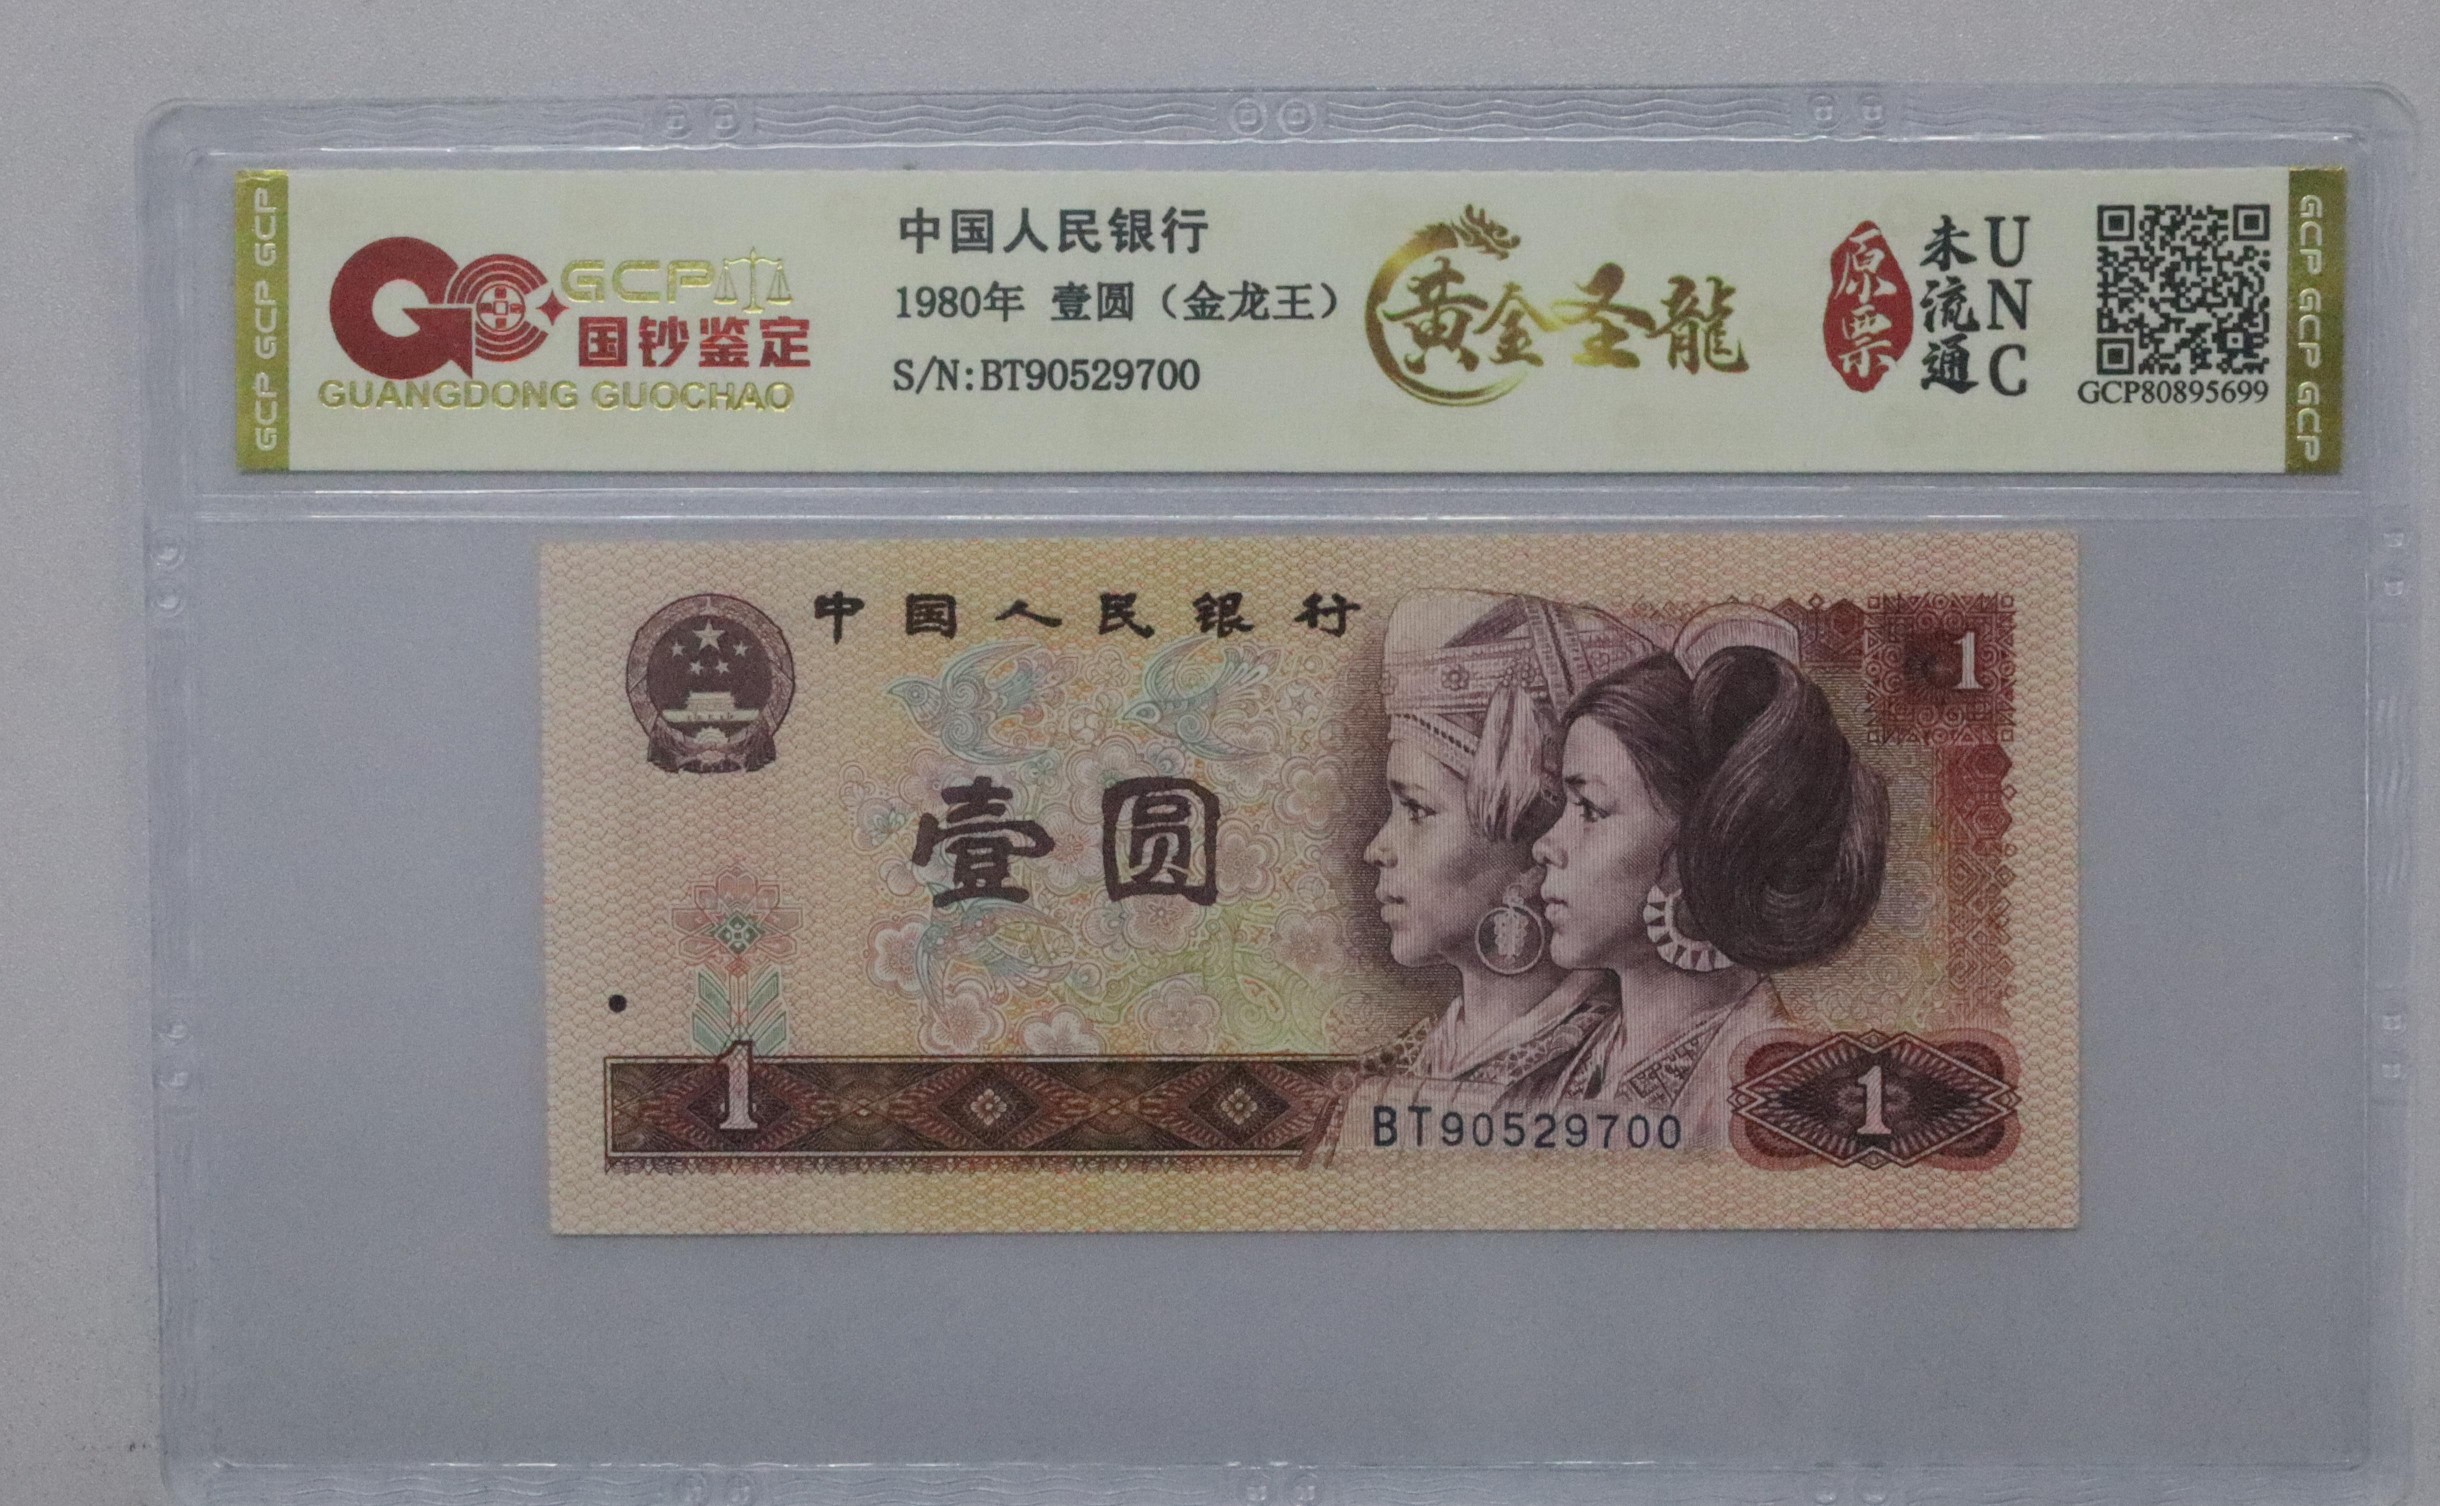 GCP GCP GCP
GCP
国钞鉴定
GUANGDONG GUOCHAO
中国人民银行
1980年 壹圆（金龙王）
S/N:BT90529700
黄金圣龍
原票
未流通
UNC
GCP80895699
GCP GCP GCP
中国人民银行
1
壹圆
1
BT90529700
1